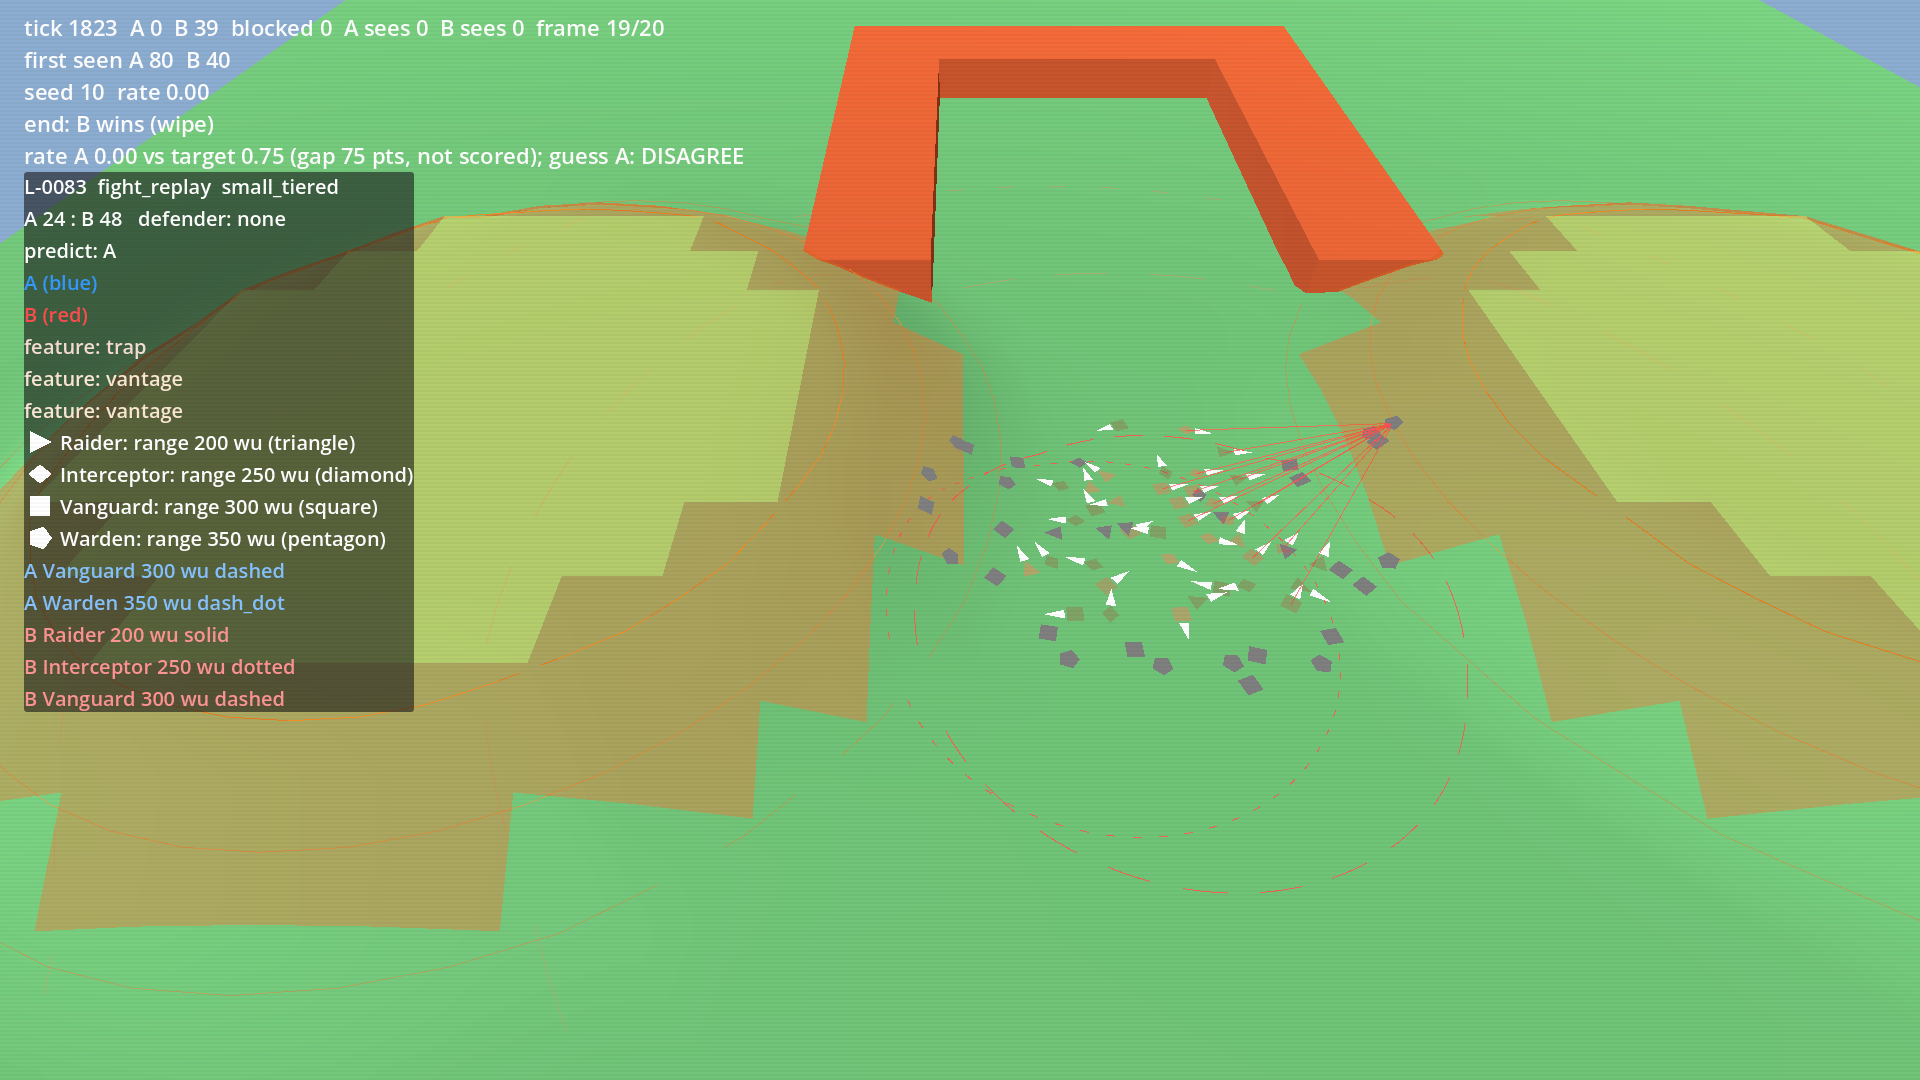 tick 1823  A 0  B 39  blocked 0  A sees 0  B sees 0  frame 19/20
first seen A 80  B 40
seed 10  rate 0.00
end: B wins (wipe)
rate A 0.00 vs target 0.75 (gap 75 pts, not scored); guess A: DISAGREE
L-0083  fight_replay  small_tiered
A 24 : B 48   defender: none
predict: A
A (blue)
B (red)
feature: trap
feature: vantage
feature: vantage
Raider: range 200 wu (triangle)
Interceptor: range 250 wu (diamond)
Vanguard: range 300 wu (square)
Warden: range 350 wu (pentagon)
A Vanguard 300 wu dashed
A Warden 350 wu dash_dot
B Raider 200 wu solid
B Interceptor 250 wu dotted
B Vanguard 300 wu dashed